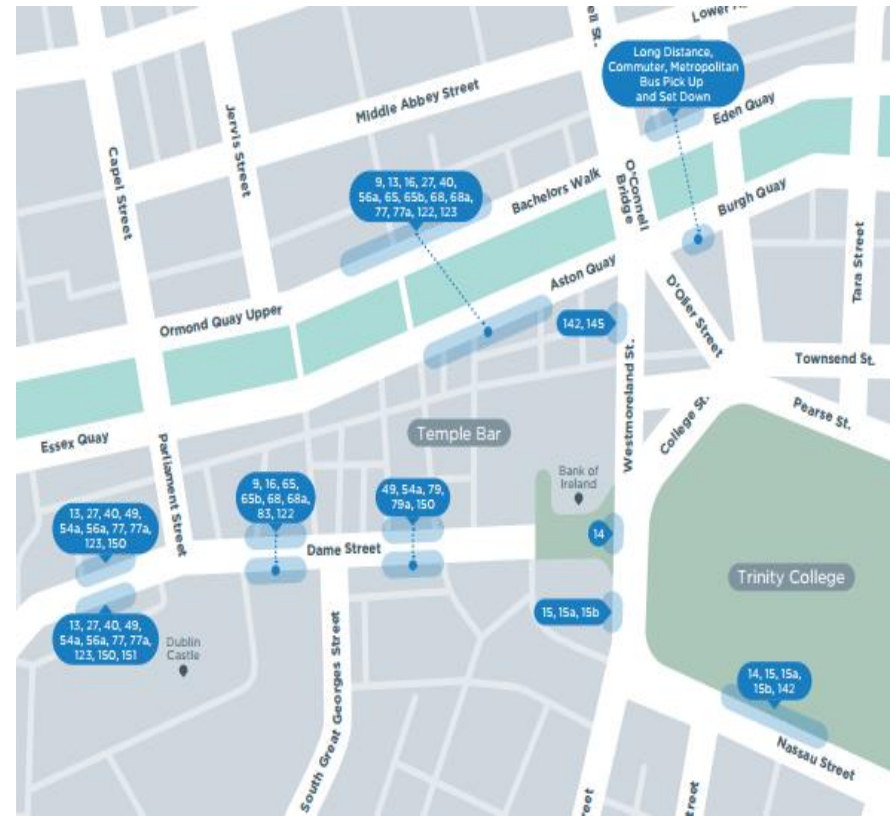 ell St.
Lower A
Long Distance,
Commuter, Metropolitan
Bus Pick Up
and Set Down
Middle Abbey Street
Jervis Street
Capel Street
Eden Quay
9, 13, 16, 27, 40,
56a, 65, 65b, 68, 68a,
77, 77a, 122, 123
Bachelors Walk
O'Connell
Bridge
Burgh Quay
Tara Street
Aston Quay
Ormond Quay Upper
D'Olier Street
142, 145
Townsend St.
Westmoreland St.
College St.
Pearse St.
Essex Quay
Temple Bar
Parliament Street
Bank of
Ireland
9, 16, 65,
65b, 68, 68a,
83, 122
49, 54a, 79,
79a, 150
13, 27, 40, 49,
54a, 56a, 77, 77a,
123, 150
Dame Street
14
Trinity College
13, 27, 40, 49,
54a, 56a, 77, 77a,
123, 150, 151
15, 15a, 15b
Dublin
Castle
South Great Georges Street
14, 15, 15a,
15b, 142
Nassau Street
reet
reet